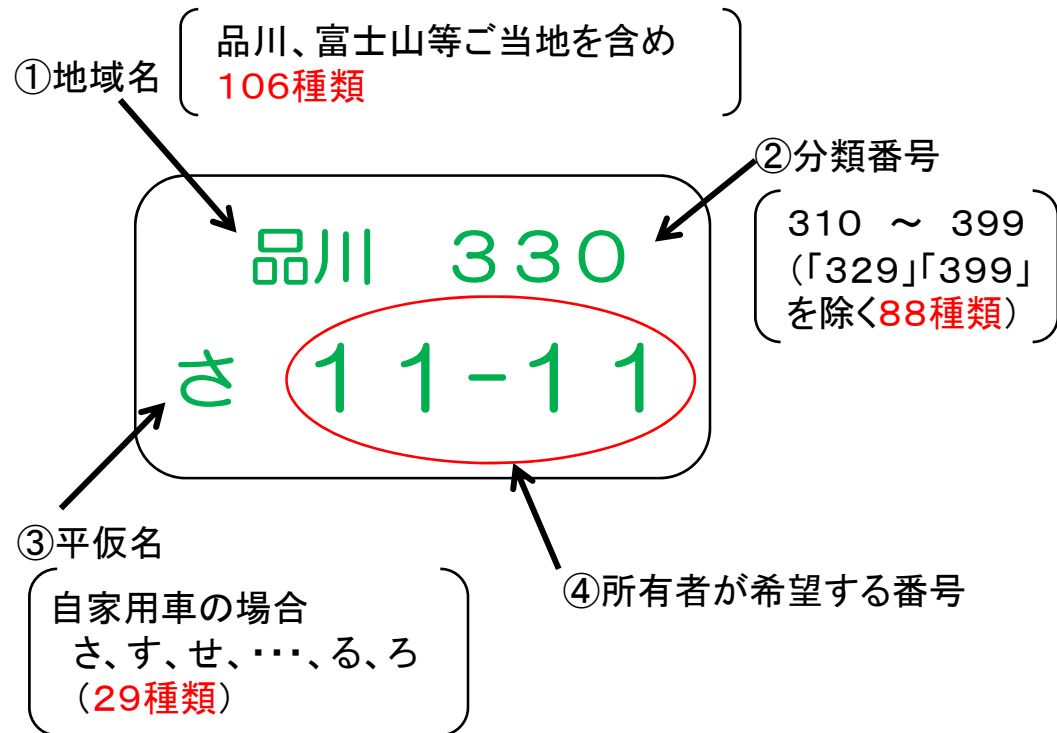 ①地域名
品川、富士山等ご当地を含め
106種類
②分類番号
310 ～ 399
(｢329｣｢399｣
を除く88種類)
品川 330
さ 11-11
③平仮名
自家用車の場合
さ、す、せ、･･･、る、ろ
(29種類)
④所有者が希望する番号